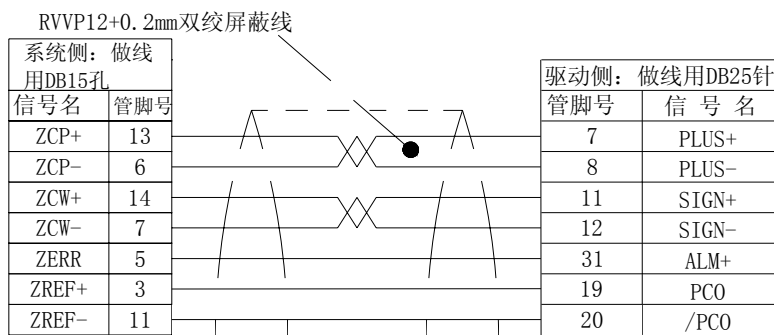 RVVP12+0.2mm双绞屏蔽线
系统侧：做线
用DB15孔
驱动侧：做线用DB25针
信号名 管脚号 管脚号 信 号 名
ZCP+ 13 7 PLUS+
ZCP- 6 8 PLUS-
ZCW+ 14 11 SIGN+
ZCW- 7 12 SIGN-
ZERR 5 31 ALM+
ZREF+ 3 19 PCO
ZREF- 11 20 /PCO